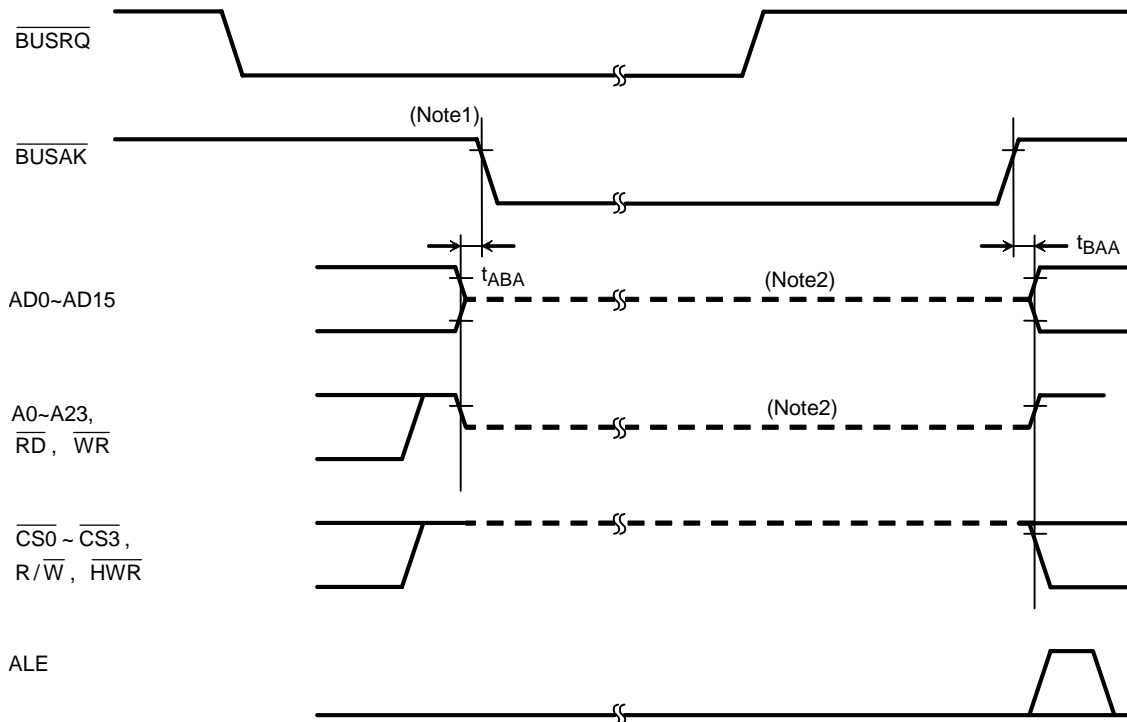 BUSRQ
(Note1)
BUSAK
tABA
tBAA
AD0~AD15
(Note2)
A0~A23,
RD , WR
(Note2)
CS0 ~ CS3 ,
R/W , HWR
ALE